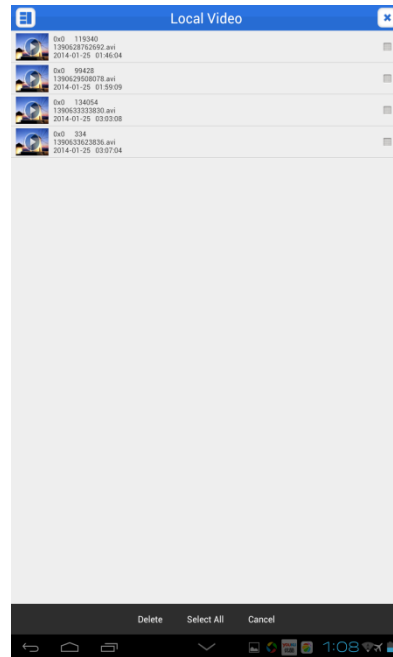 Local Video
0x0 119340
1390628762692.avi
2014-01-25 01:46:04
0x0 99428
1390629508078.avi
2014-01-25 01:59:09
0x0 134054
1390633333830.avi
2014-01-25 03:03:08
0x0 334
1390633623836.avi
2014-01-25 03:07:04
Delete Select All Cancel
1:08